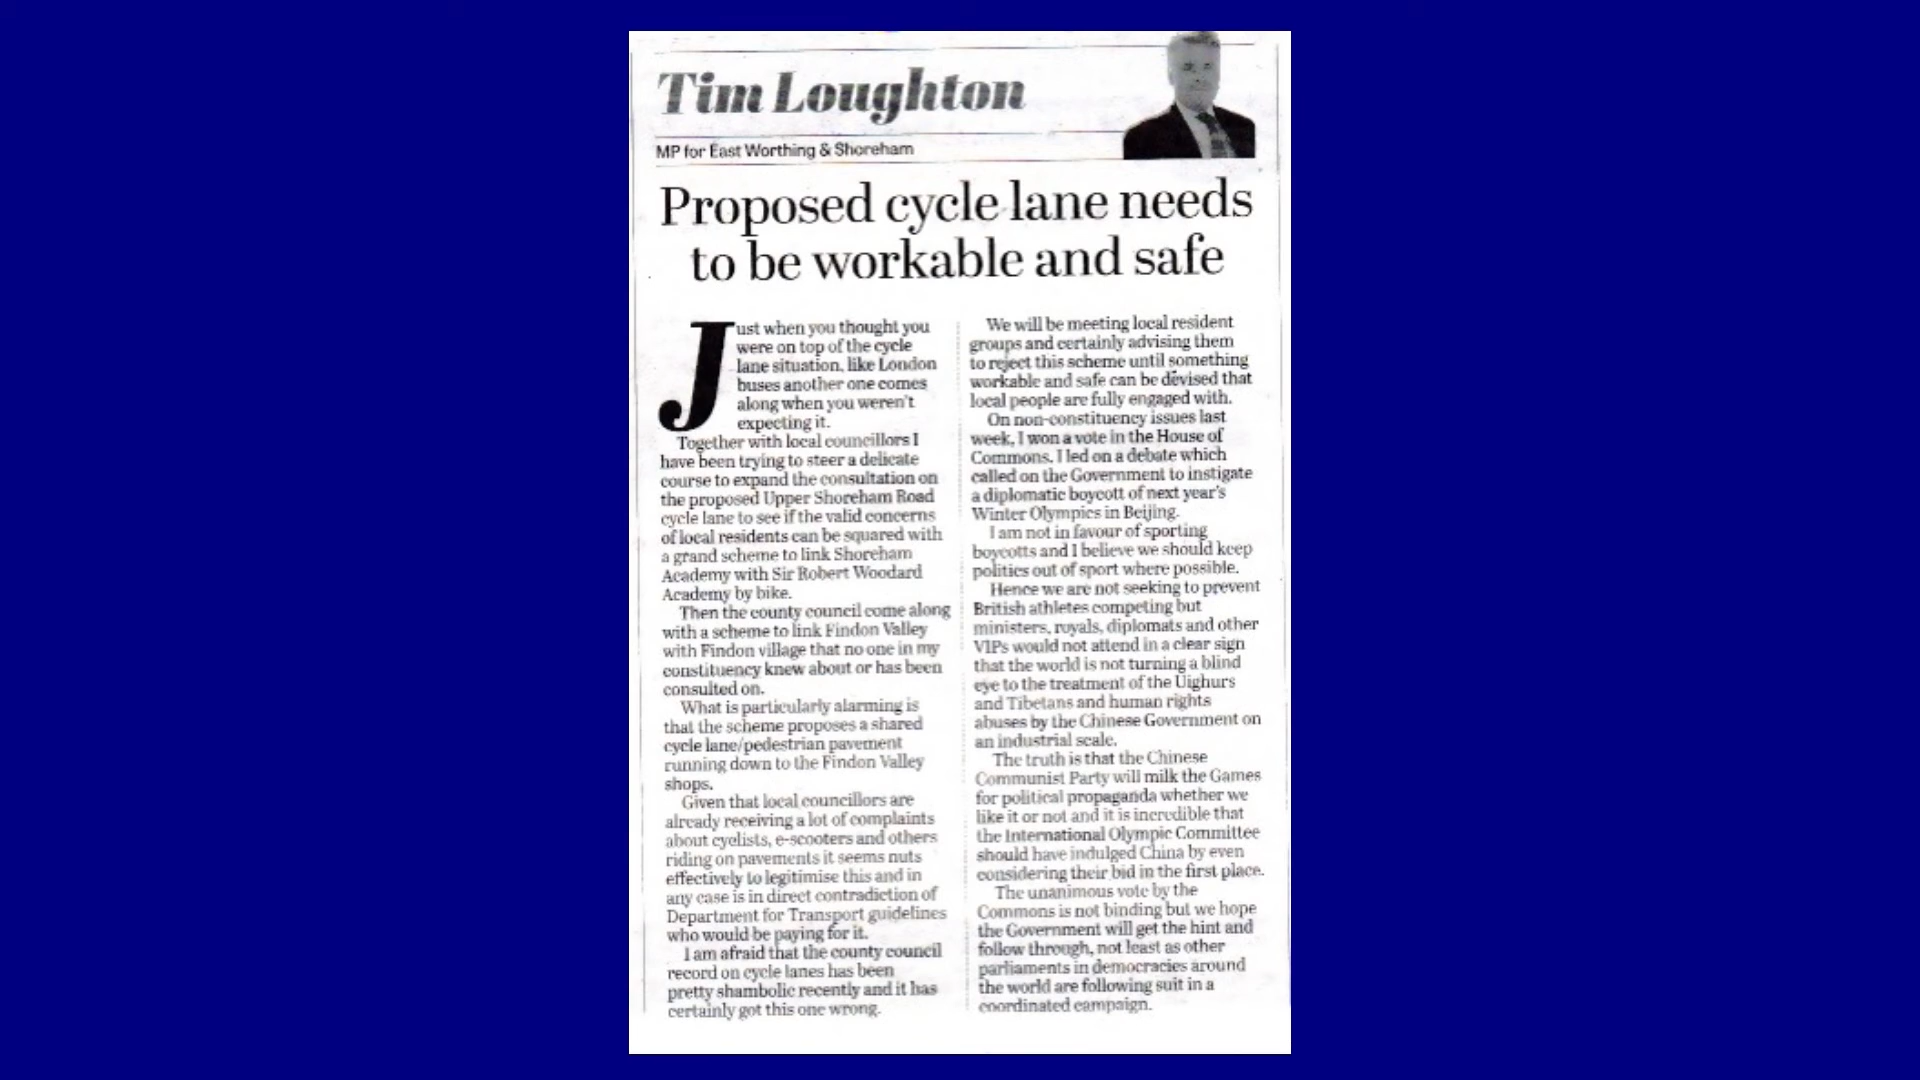 Tim Loughton
MP for East Worthing & Shoreham
Proposed cycle lane needs
to be workable and safe
Just when you thought you
were on top of the cycle
lane situation, like London
buses another one comes
along when you weren't
expecting it.
Together with local councillors I
have been trying to steer a delicate
course to expand the consultation on
the proposed Upper Shoreham Road
cycle lane to see if the valid concerns
of local residents can be squared with
a grand scheme to link Shoreham
Academy with Sir Robert Woodard
Academy by bike.
Then the county council come along
with a scheme to link Findon Valley
with Findon village that no one in my
constituency knew about or has been
consulted on.
What is particularly alarming is
that the scheme proposes a shared
cycle lane/pedestrian pavement
running down to the Findon Valley
shops.
Given that local councillors are
already receiving a lot of complaints
about cyclists, e-scooters and others
riding on pavements it seems nuts
effectively to legitimise this and in
any case is in direct contradiction of
Department for Transport guidelines
who would be paying for it.
I am afraid that the county council
record on cycle lanes has been
pretty shambolic recently and it has
certainly got this one wrong.
We will be meeting local resident
groups and certainly advising them
to reject this scheme until something
workable and safe can be devised that
local people are fully engaged with.
On non-constituency issues last
week, I won a vote in the House of
Commons. I led on a debate which
called on the Government to instigate
a diplomatic boycott of next year's
Winter Olympics in Beijing.
I am not in favour of sporting
boycotts and I believe we should keep
politics out of sport where possible.
Hence we are not seeking to prevent
British athletes competing but
ministers, royals, diplomats and other
VIPs would not attend in a clear sign
that the world is not turning a blind
eye to the treatment of the Uighurs
and Tibetans and human rights
abuses by the Chinese Government on
an industrial scale.
The truth is that the Chinese
Communist Party will milk the Games
for political propaganda whether we
like it or not and it is incredible that
the International Olympic Committee
should have indulged China by even
considering their bid in the first place.
The unanimous vote by the
Commons is not binding but we hope
the Government will get the hint and
follow through, not least as other
parliaments in democracies around
the world are following suit in a
coordinated campaign.